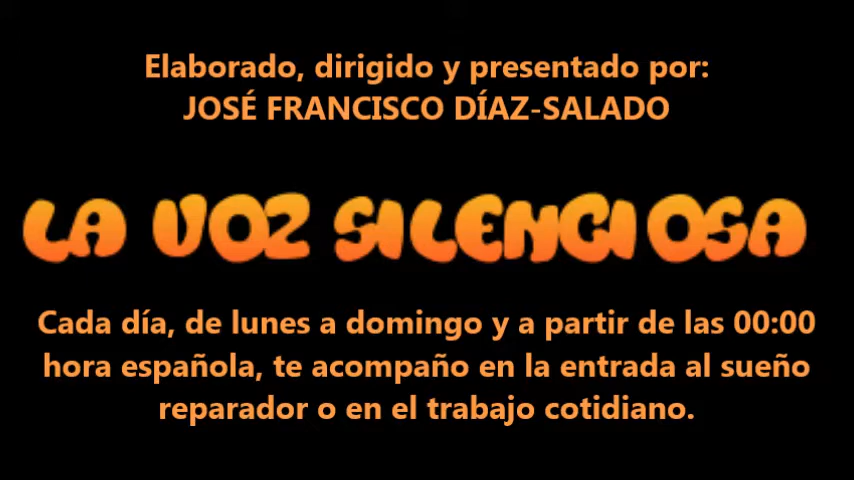 Elaborado, dirigido y presentado por:
JOSÉ FRANCISCO DÍAZ-SALADO
LA VOZ SILENCIOSA
Cada día, de lunes a domingo y a partir de las 00:00
hora española, te acompaño en la entrada al sueño
reparador o en el trabajo cotidiano.